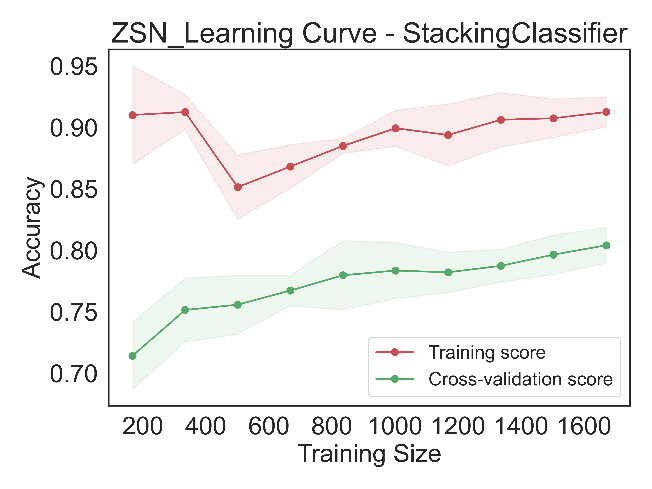 ZSN_Learning Curve - StackingClassifier
0.95
0.90
0.85
0.80
0.75
0.70
Accuracy
Training score
Cross-validation score
200 400 600 800 1000 1200 1400 1600
Training Size